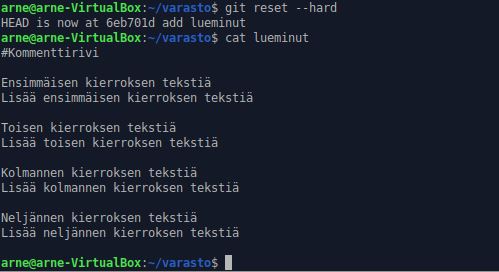 arne@arne-VirtualBox:~/varasto$ git reset --hard
HEAD is now at 6eb701d add lueminut
arne@arne-VirtualBox:~/varasto$ cat lueminut
#Kommenttirivi
Ensimmäisen kierroksen tekstiä
Lisää ensimmäisen kierroksen tekstiä
Toisen kierroksen tekstiä
Lisää toisen kierroksen tekstiä
Kolmannen kierroksen tekstiä
Lisää kolmannen kierroksen tekstiä
Neljännen kierroksen tekstiä
Lisää neljännen kierroksen tekstiä
arne@arne-VirtualBox:~/varasto$